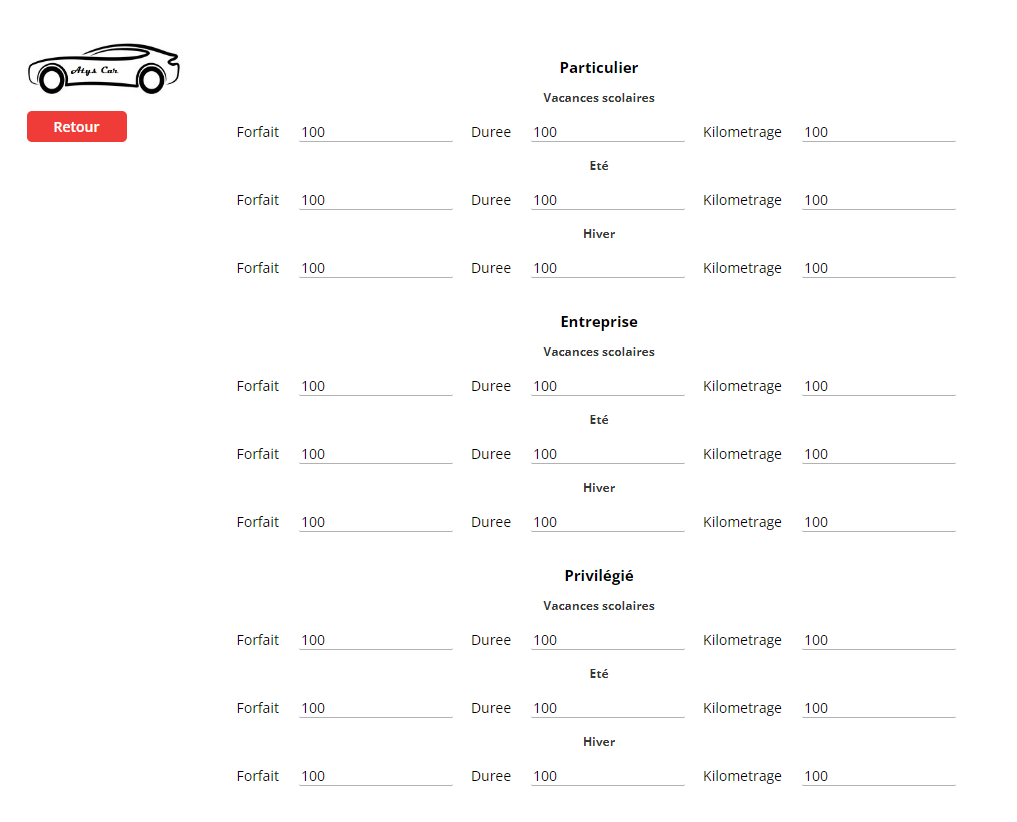 Atys Car
Retour
Particulier
Vacances scolaires
Forfait 100 Duree 100 Kilometrage 100
Eté
Forfait 100 Duree 100 Kilometrage 100
Hiver
Forfait 100 Duree 100 Kilometrage 100
Entreprise
Vacances scolaires
Forfait 100 Duree 100 Kilometrage 100
Eté
Forfait 100 Duree 100 Kilometrage 100
Hiver
Forfait 100 Duree 100 Kilometrage 100
Privilégié
Vacances scolaires
Forfait 100 Duree 100 Kilometrage 100
Eté
Forfait 100 Duree 100 Kilometrage 100
Hiver
Forfait 100 Duree 100 Kilometrage 100